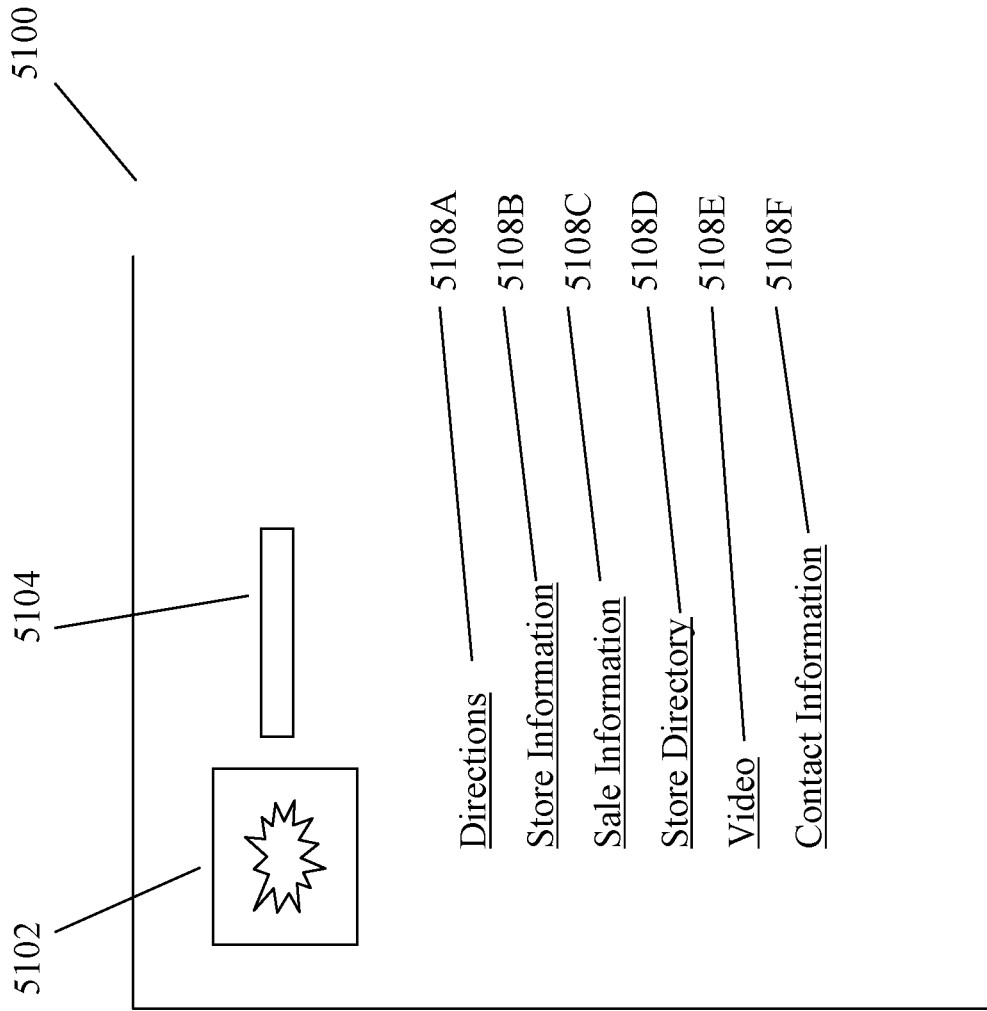 5100
5102
5104
Directions 5108A
Store Information 5108B
Sale Information 5108C
Store Directory 5108D
Video 5108E
Contact Information 5108F